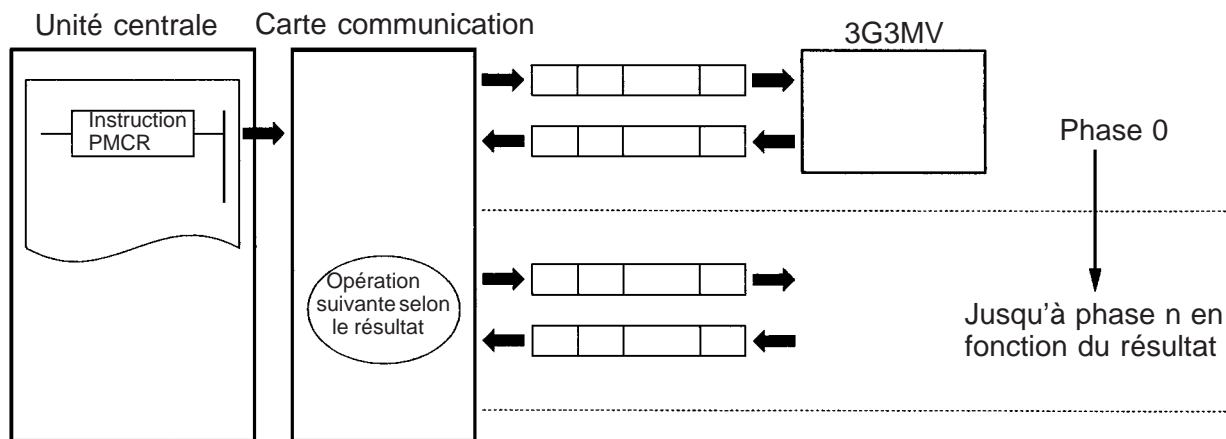 Unité centrale
Carte communication
3G3MV
Instruction
PMCR
Phase 0
Opération
suivante selon
le résultat
Jusqu'à phase n en
fonction du résultat